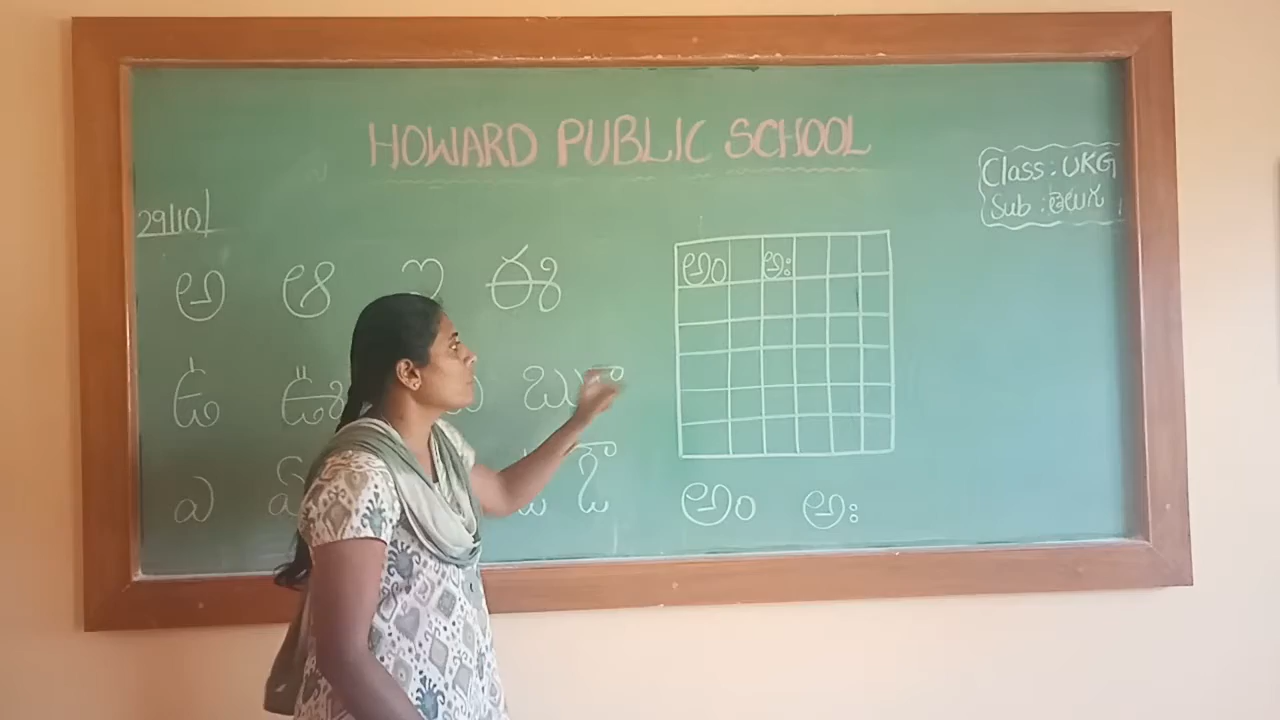 HOWARD PUBLIC SCHOOL
Class : UKG
Sub : తెలుగు
29/10/
అ ఆ ఇ ఈ
ఉ ఊ ఋ
ఎ ఓ
అం అః
అం అః